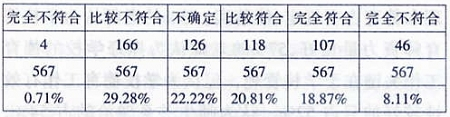 完全不符合 比较不符合 不确定 比较符合 完全符合 完全不符合
4 166 126 118 107 46
567 567 567 567 567 567
0.71% 29.28% 22.22% 20.81% 18.87% 8.11%